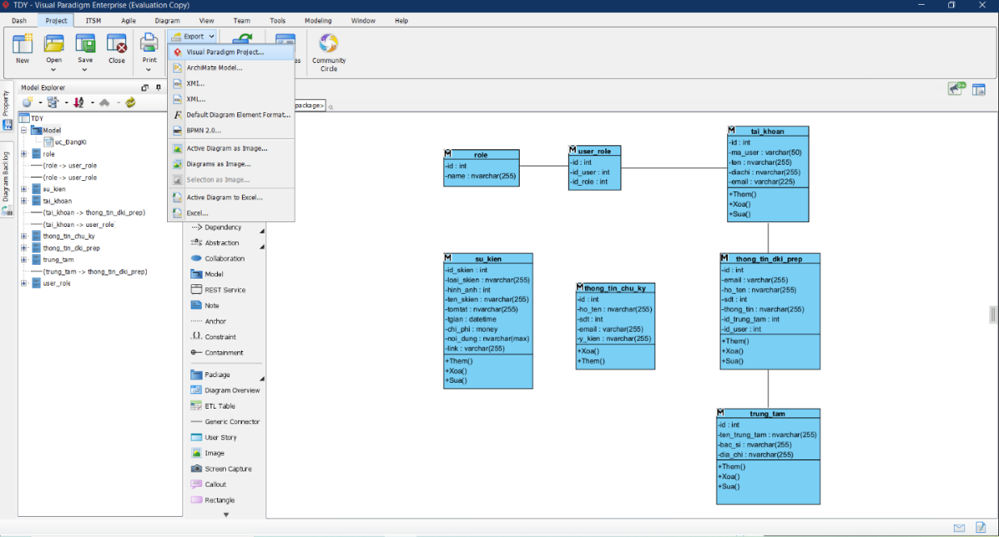 TDY - Visual Paradigm Enterprise (Evaluation Copy)
Dash Project ITSM Agile Diagram View Team Tools Modeling Window Help
New
Open
Save
Close
Print
Export
Community
Circle
Visual Paradigm Project...
ArchiMate Model...
XMI...
XML...
Default Diagram Element Format...
BPMN 2.0...
Active Diagram as Image...
Diagrams as Image...
Selection as Image...
Active Diagram to Excel...
Excel...
Property
Diagram Backlog
Model Explorer
TDY
Model
uc_ĐangKi
role
(role -> user_role
(role -> user_role
su_kien
tai_khoan
(tai_khoan -> thong_tin_dki_prep)
(tai_khoan -> user_role
thong_tin_chu_ky
thong_tin_dki_prep
trung_tam
(trung_tam -> thong_tin_dki_prep)
user_role
package>
Dependency
Abstraction
Collaboration
Model
REST Service
Note
Anchor
Constraint
Containment
Package
Diagram Overview
ETL Table
Generic Connector
User Story
Image
Screen Capture
Callout
Rectangle
role
-id : int
-name : nvarchar(255)
user_role
-id : int
-id_user : int
-id_role : int
tai_khoan
-id : int
-ma_user : varchar(50)
-ten : nvarchar(255)
-diachi : nvarchar(255)
-email : varchar(225)
+Them()
+Xoa()
+Sua()
su_kien
-id_skien : int
-loai_skien : nvarchar(255)
-hinh_anh : int
-ten_skien : nvarchar(255)
-tomtat : nvarchar(255)
-tgian : datetime
-chi_phi : money
-noi_dung : nvarchar(max)
-link : varchar(255)
+Them()
+Xoa()
+Sua()
thong_tin_chu_ky
-id : int
-ho_ten : nvarchar(255)
-sdt : int
-email : varchar(255)
-y_kien : nvarchar(255)
+Xoa()
+Them()
thong_tin_dki_prep
-id : int
-email : varchar(255)
-ho_ten : nvarchar(255)
-sdt : int
-thong_tin : nvarchar(255)
-id_trung_tam : int
-id_user : int
+Them()
+Xoa()
+Sua()
trung_tam
-id : int
-ten_trung_tam : nvarchar(255)
-bac_si : nvarchar(255)
-dia_chi : nvarchar(255)
+Them()
+Xoa()
+Sua()